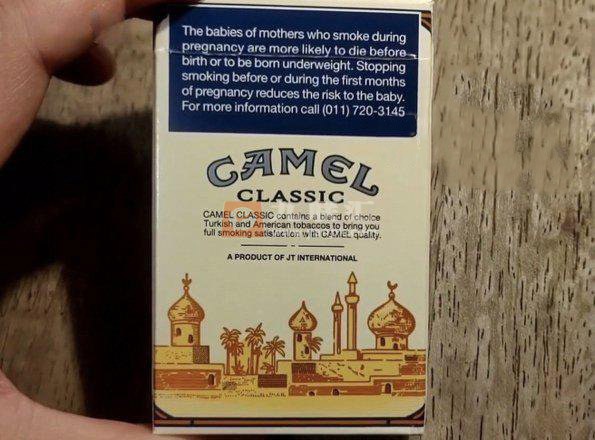 The babies of mothers who smoke during
pregnancy are more likely to die before
birth or to be born underweight. Stopping
smoking before or during the first months
of pregnancy reduces the risk to the baby.
For more information call (011) 720-3145
CAMEL
CLASSIC
CAMEL CLASSIC contains a blend of choice
Turkish and American tobaccos to bring you
full smoking satisfaction with CAMEL quality.
A PRODUCT OF JT INTERNATIONAL